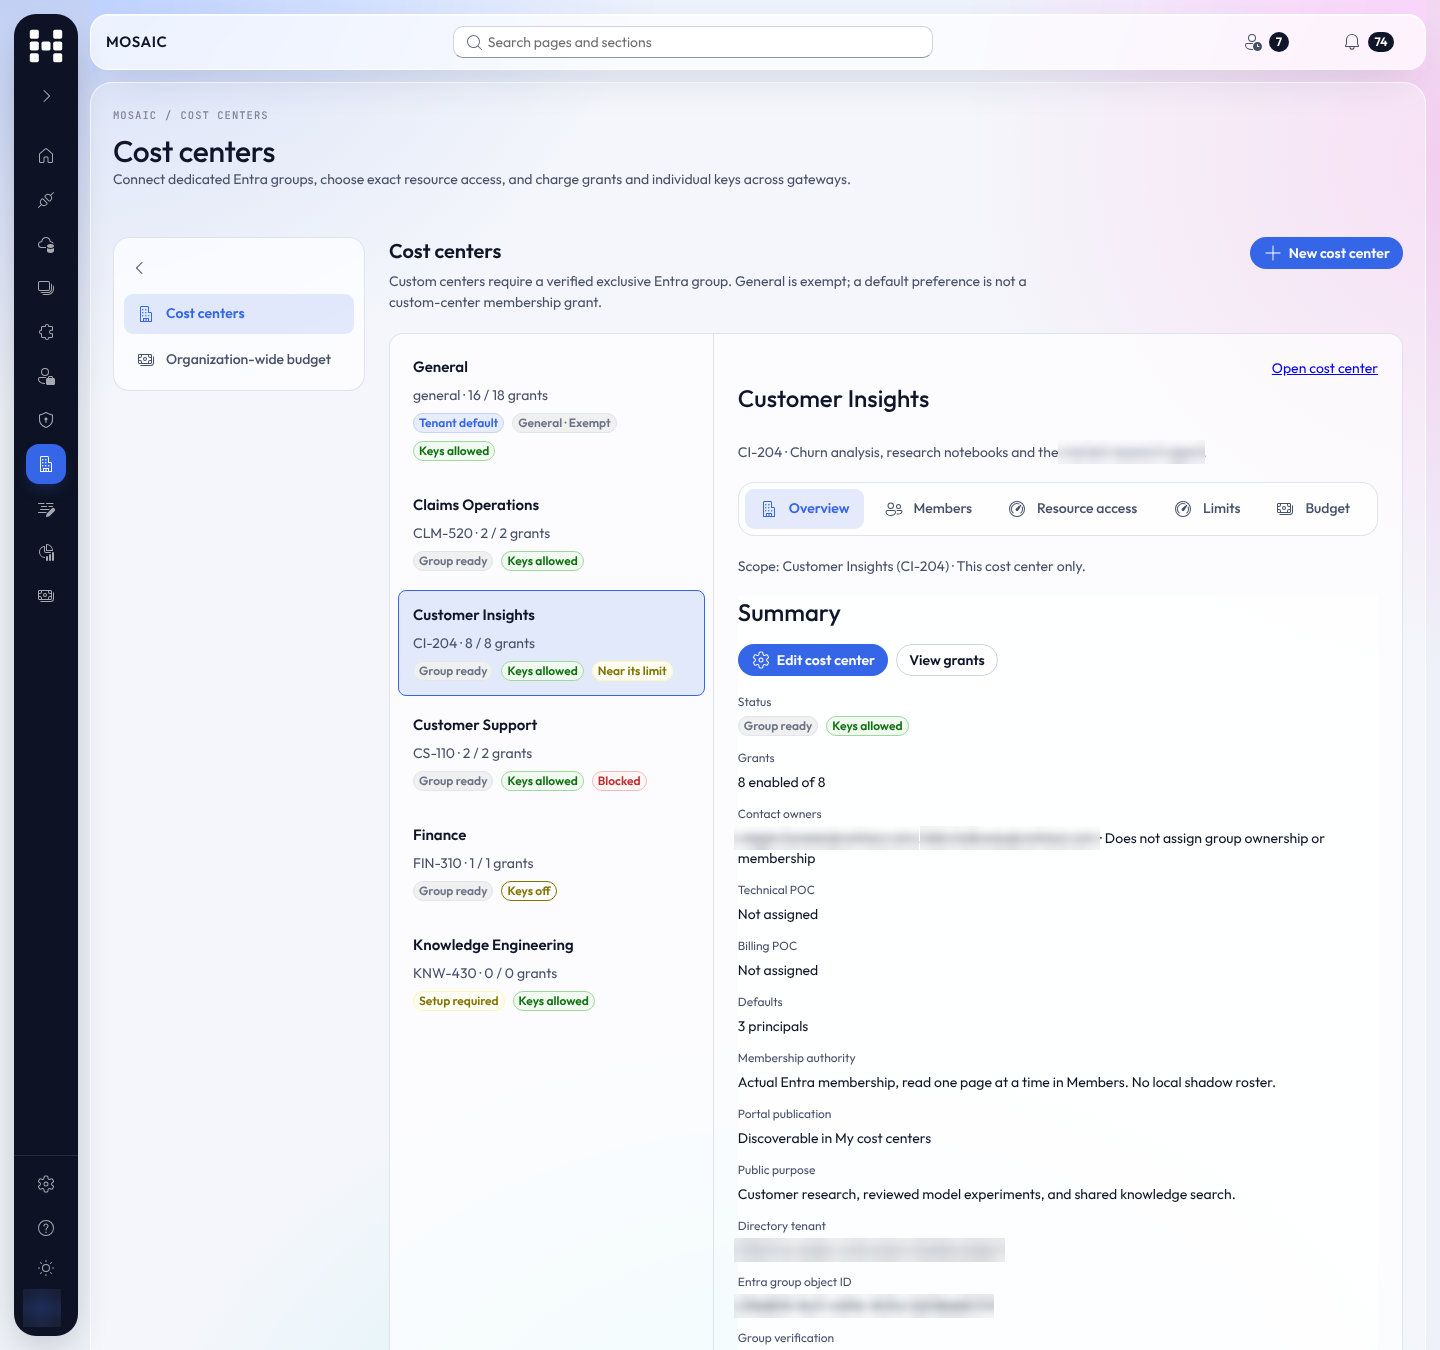 MOSAIC
Search pages and sections
7
74
MOSAIC / COST CENTERS
Cost centers
Connect dedicated Entra groups, choose exact resource access, and charge grants and individual keys across gateways.
Cost centers
Organization-wide budget
Cost centers
Custom centers require a verified exclusive Entra group. General is exempt; a default preference is not a
custom-center membership grant.
New cost center
General
general · 16 / 18 grants
Tenant default
General · Exempt
Keys allowed
Claims Operations
CLM-520 · 2 / 2 grants
Group ready
Keys allowed
Customer Insights
CI-204 · 8 / 8 grants
Group ready
Keys allowed
Near its limit
Customer Support
CS-110 · 2 / 2 grants
Group ready
Keys allowed
Blocked
Finance
FIN-310 · 1 / 1 grants
Group ready
Keys off
Knowledge Engineering
KNW-430 · 0 / 0 grants
Setup required
Keys allowed
Open cost center
Customer Insights
CI-204 · Churn analysis, research notebooks and the
Overview
Members
Resource access
Limits
Budget
Scope: Customer Insights (CI-204) · This cost center only.
Summary
Edit cost center
View grants
Status
Group ready
Keys allowed
Grants
8 enabled of 8
Contact owners
· Does not assign group ownership or
membership
Technical POC
Not assigned
Billing POC
Not assigned
Defaults
3 principals
Membership authority
Actual Entra membership, read one page at a time in Members. No local shadow roster.
Portal publication
Discoverable in My cost centers
Public purpose
Customer research, reviewed model experiments, and shared knowledge search.
Directory tenant
Entra group object ID
Group verification